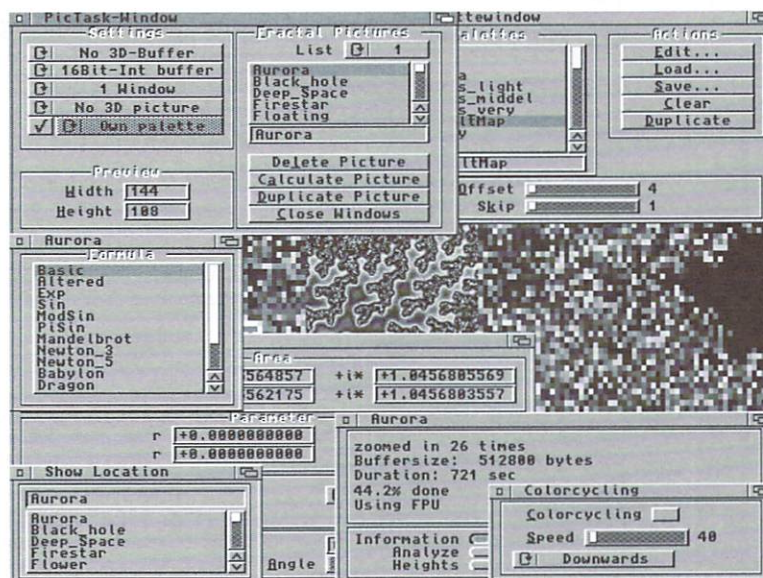 PicTask-Window
Settings
No 3D-Buffer
16Bit-Int buffer
1 Window
No 3D picture
Own palette
Preview
Width 144
Height 108
Fractal Pictures
List 1
Aurora
Black_hole
Deep_Space
Firestar
Floating
Aurora
Delete Picture
Calculate Picture
Duplicate Picture
Close Windows
ttewindow
alettes
a
s_light
s_middel
s_very
ltMap
y
ltMap
Offset 4
Skip 1
Actions
Edit...
Load...
Save...
Clear
Duplicate
Aurora
Formula
Basic
Altered
Exp
Sin
ModSin
PiSin
Mandelbrot
Newton_3
Newton_5
Babylon
Dragon
Area
564857 +i* +1.0456805569
562175 +i* +1.0456803557
Parameter
r +0.0000000000
r +0.0000000000
Show Location
Aurora
Aurora
Black_hole
Deep_Space
Firestar
Flower
Angle
Aurora
zoomed in 26 times
Buffersize: 512800 bytes
Duration: 721 sec
44.2% done
Using FPU
Information
Analyze
Heights
Colorcycling
Colorcycling
Speed 40
Downwards